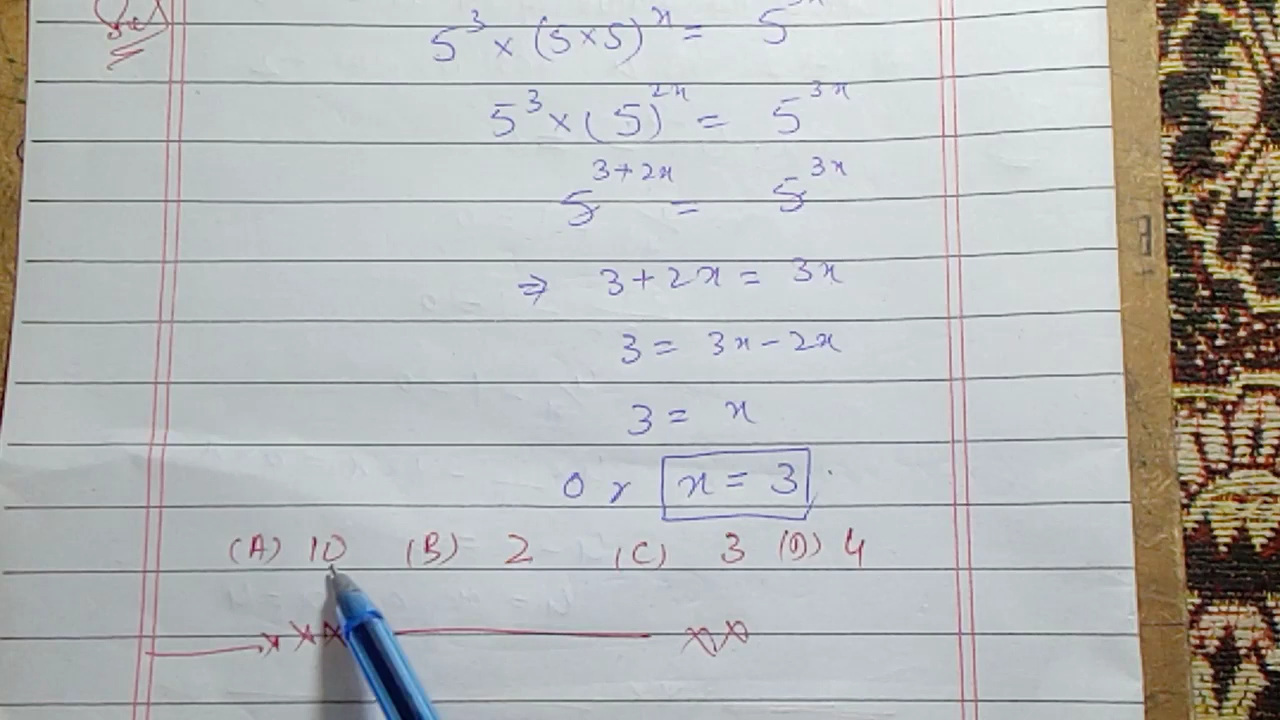 5³ × (5×5)ˣ = 5
5³ × (5)²ˣ = 5³ˣ
5³⁺²ˣ = 5³ˣ
⇒ 3+2x = 3x
3 = 3x - 2x
3 = x
Or x = 3
(A) 10 (B) 2 (C) 3 (D) 4